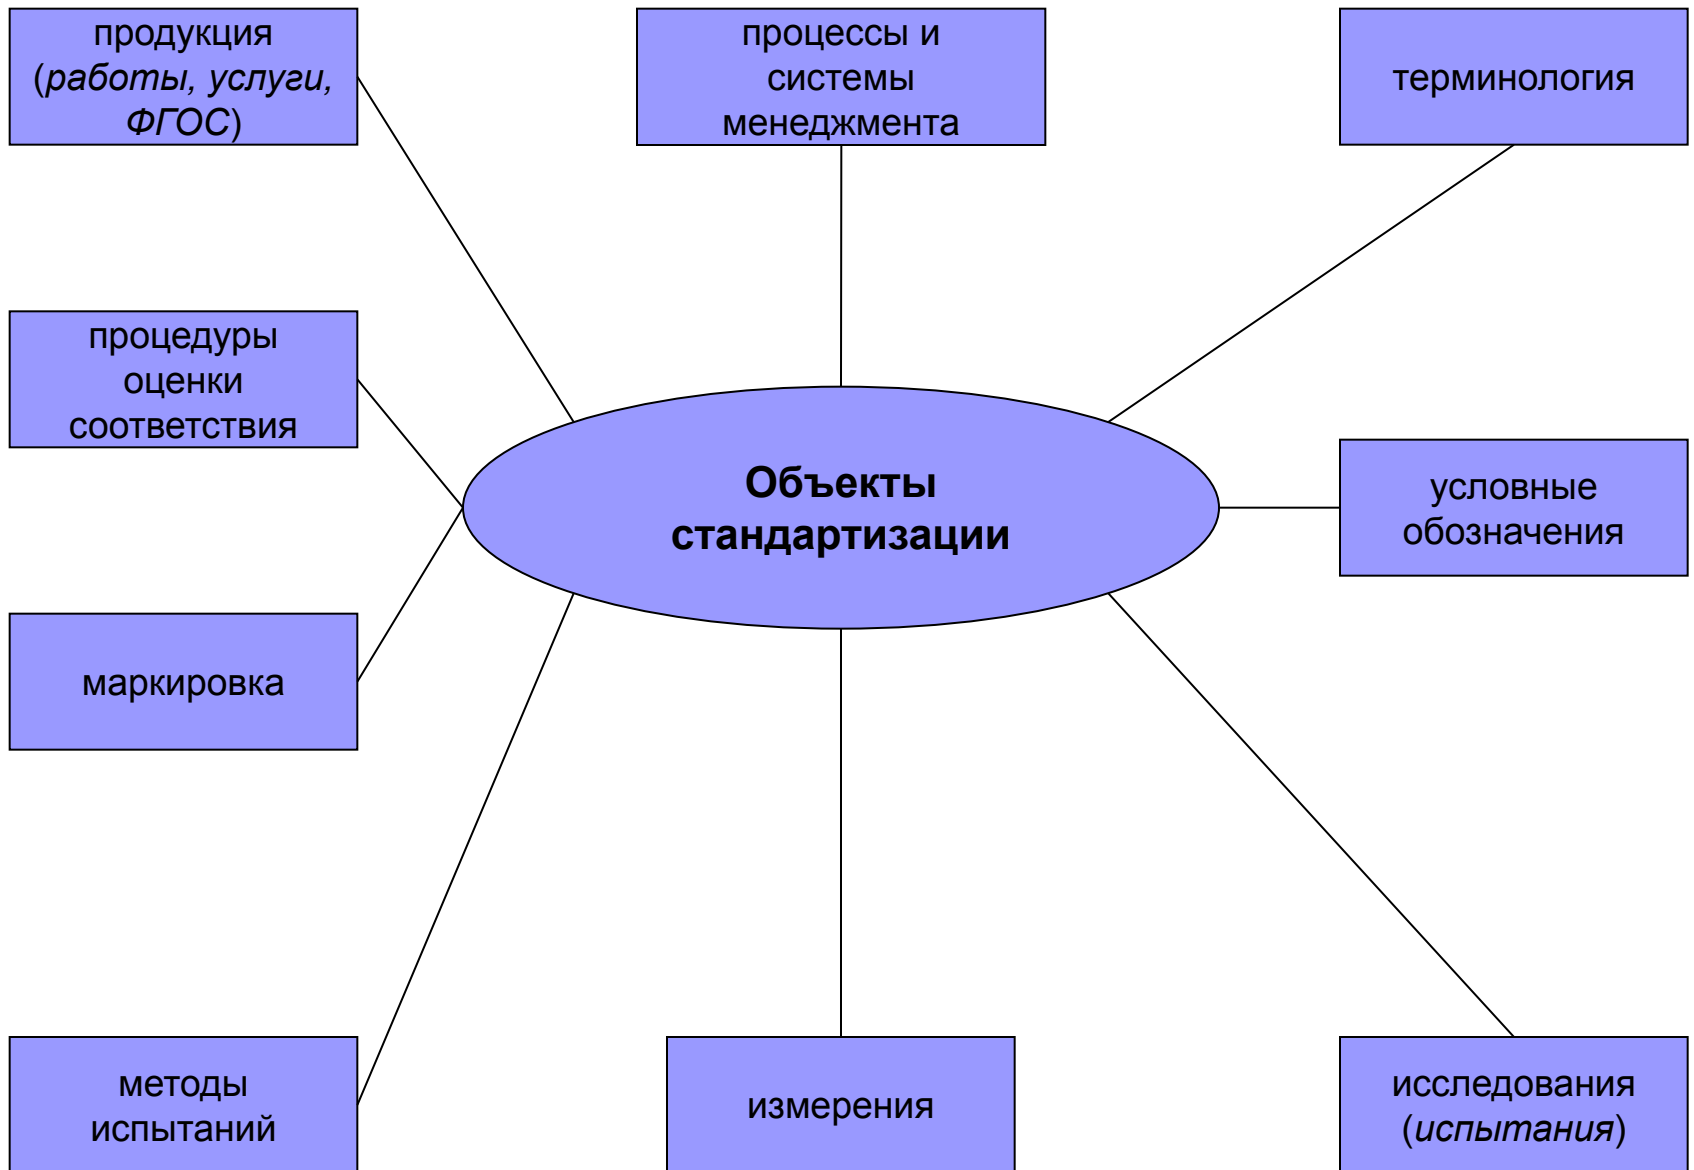 продукция
(работы, услуги,
ФГОС)
процессы и
системы
менеджмента
терминология
процедуры
оценки
соответствия
Объекты
стандартизации
условные
обозначения
маркировка
методы
испытаний
измерения
исследования
(испытания)